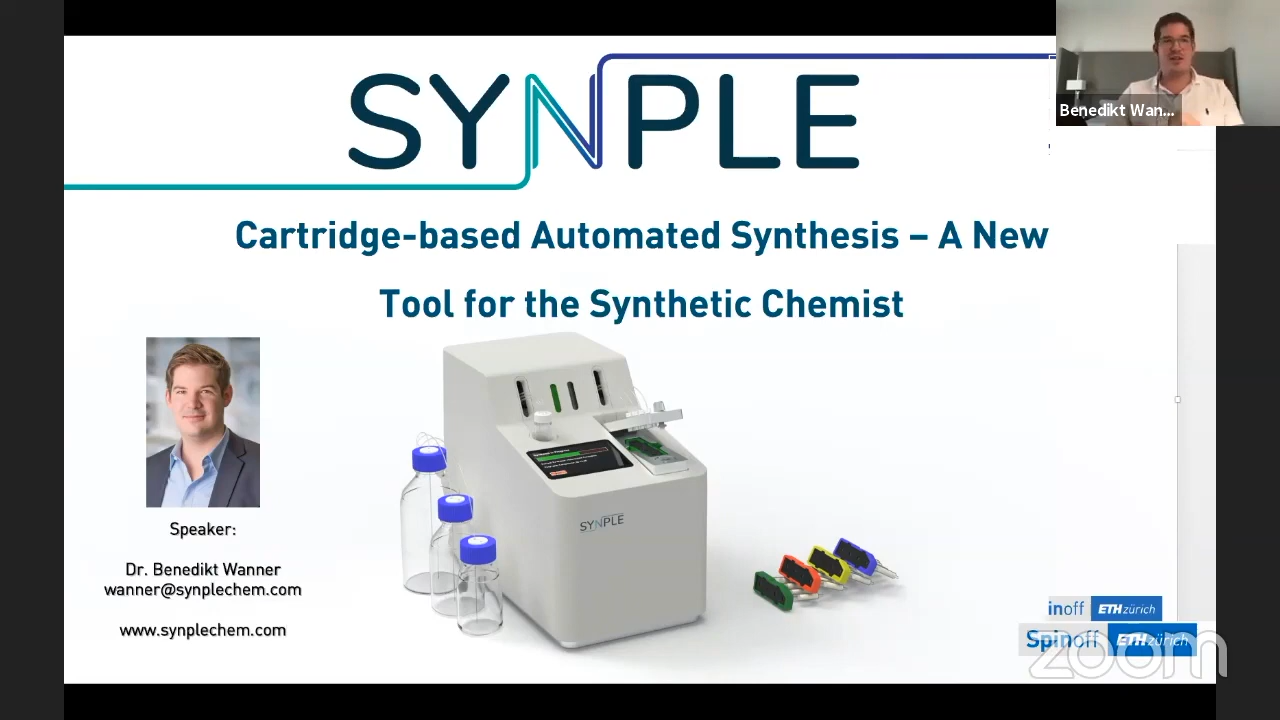 SYNPLE
Benedikt Wan...
Cartridge-based Automated Synthesis – A New
Tool for the Synthetic Chemist
SYNPLE
Speaker:
Dr. Benedikt Wanner
wanner@synplechem.com
www.synplechem.com
inoff ETH zürich
Spinoff ETH zürich
zoom